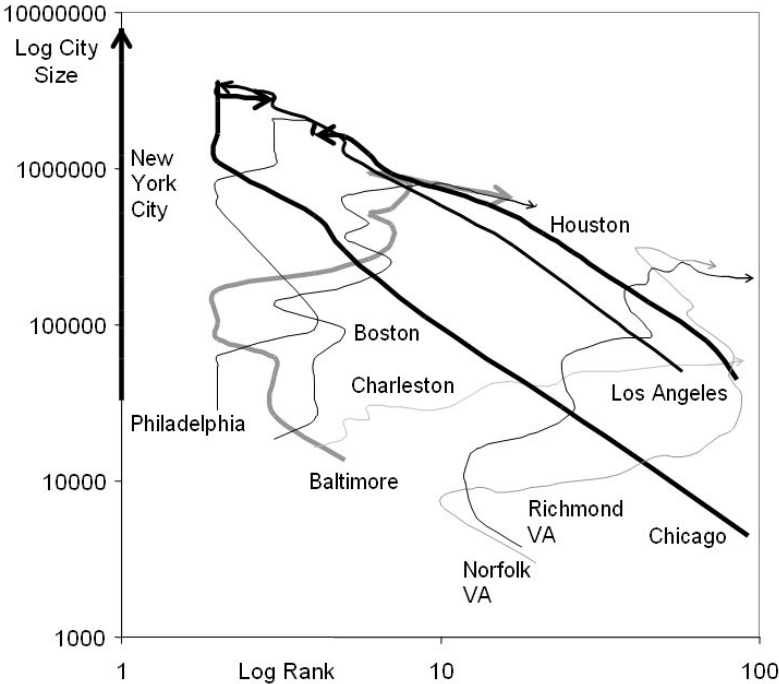 10000000
Log City
Size
1000000
New
York
City
Houston
100000
Boston
Charleston
Los Angeles
Philadelphia
Baltimore
10000
Richmond
VA
Chicago
Norfolk
VA
1000
1
Log Rank
10
100